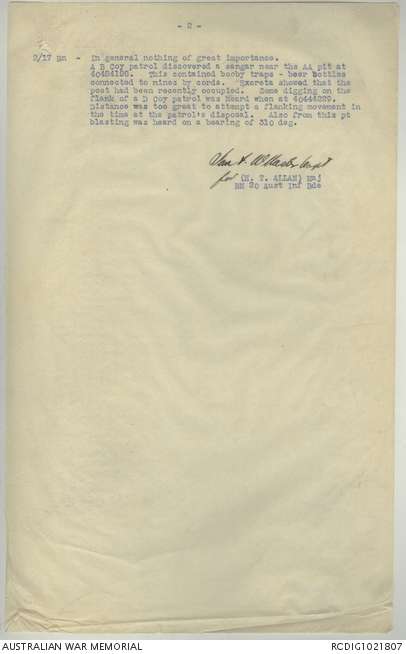 - 2 -
2/17 Bn - In general nothing of great importance.
A B Coy patrol discovered a sangar near the AA pit at
40424196. This contained booby traps - beer bottles
connected to mines by cords. Excreta showed that the
post had been recently occupied. Some digging on the
flank of a D Coy patrol was heard when at 40444229.
Distance was too great to attempt a flanking movement in
the time at the patrol's disposal. Also from this pt
blasting was heard on a bearing of 310 deg.
for (H. T. ALLAN) Maj
BM 20 Aust Inf Bde
AUSTRALIAN WAR MEMORIAL
RCDIG1021807